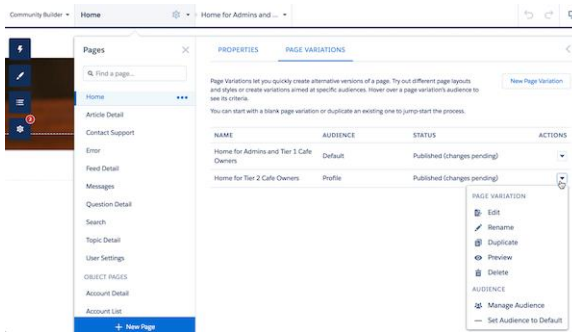 Community Builder
Home
Home for Admins and ...
3
Pages
Find a page...
Home
Article Detail
Contact Support
Error
Feed Detail
Messages
Question Detail
Search
Topic Detail
User Settings
OBJECT PAGES
Account Detail
Account List
+ New Page
PROPERTIES
PAGE VARIATIONS
Page Variations let you quickly create alternative versions of a page. Try out different page layouts
and styles or create variations aimed at specific audiences. Hover over a page variation's audience to
see its criteria.
You can start with a blank page variation or duplicate an existing one to jump-start the process.
New Page Variation
NAME AUDIENCE STATUS ACTIONS
Home for Admins and Tier 1 Cafe
Owners
Default Published (changes pending)
Home for Tier 2 Cafe Owners Profile Published (changes pending)
PAGE VARIATION
Edit
Rename
Duplicate
Preview
Delete
AUDIENCE
Manage Audience
Set Audience to Default